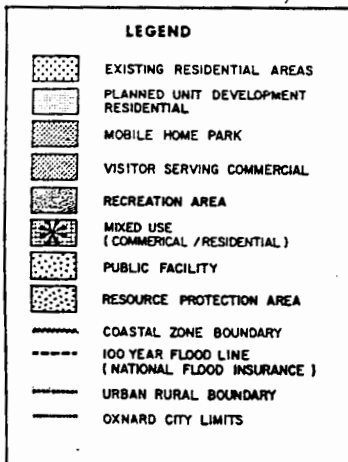 LEGEND
EXISTING RESIDENTIAL AREAS
PLANNED UNIT DEVELOPMENT
RESIDENTIAL
MOBILE HOME PARK
VISITOR SERVING COMMERCIAL
RECREATION AREA
MIXED USE
( COMMERICAL / RESIDENTIAL )
PUBLIC FACILITY
RESOURCE PROTECTION AREA
COASTAL ZONE BOUNDARY
100 YEAR FLOOD LINE
( NATIONAL FLOOD INSURANCE )
URBAN RURAL BOUNDARY
OXNARD CITY LIMITS